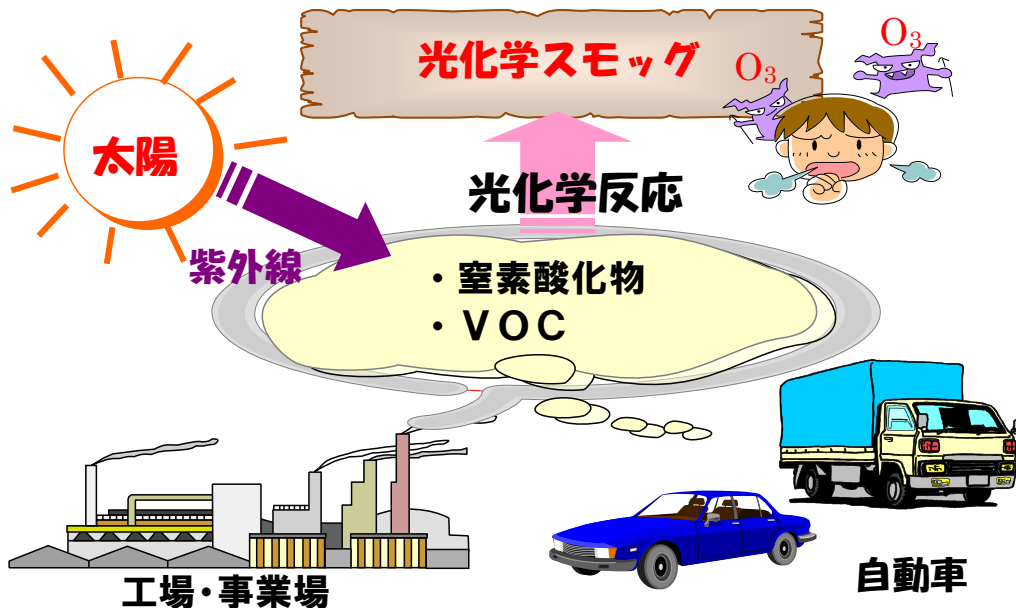 光化学スモッグ
O₃
O₃
太陽
光化学反応
紫外線
・窒素酸化物
・ＶＯＣ
工場・事業場
自動車